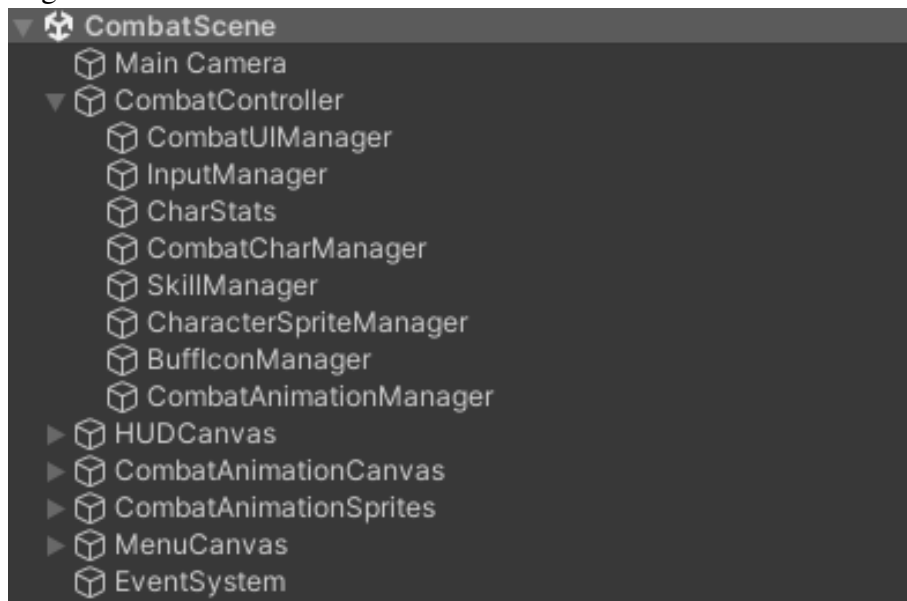 CombatScene
Main Camera
CombatController
CombatUIManager
InputManager
CharStats
CombatCharManager
SkillManager
CharacterSpriteManager
BuffIconManager
CombatAnimationManager
HUDCanvas
CombatAnimationCanvas
CombatAnimationSprites
MenuCanvas
EventSystem